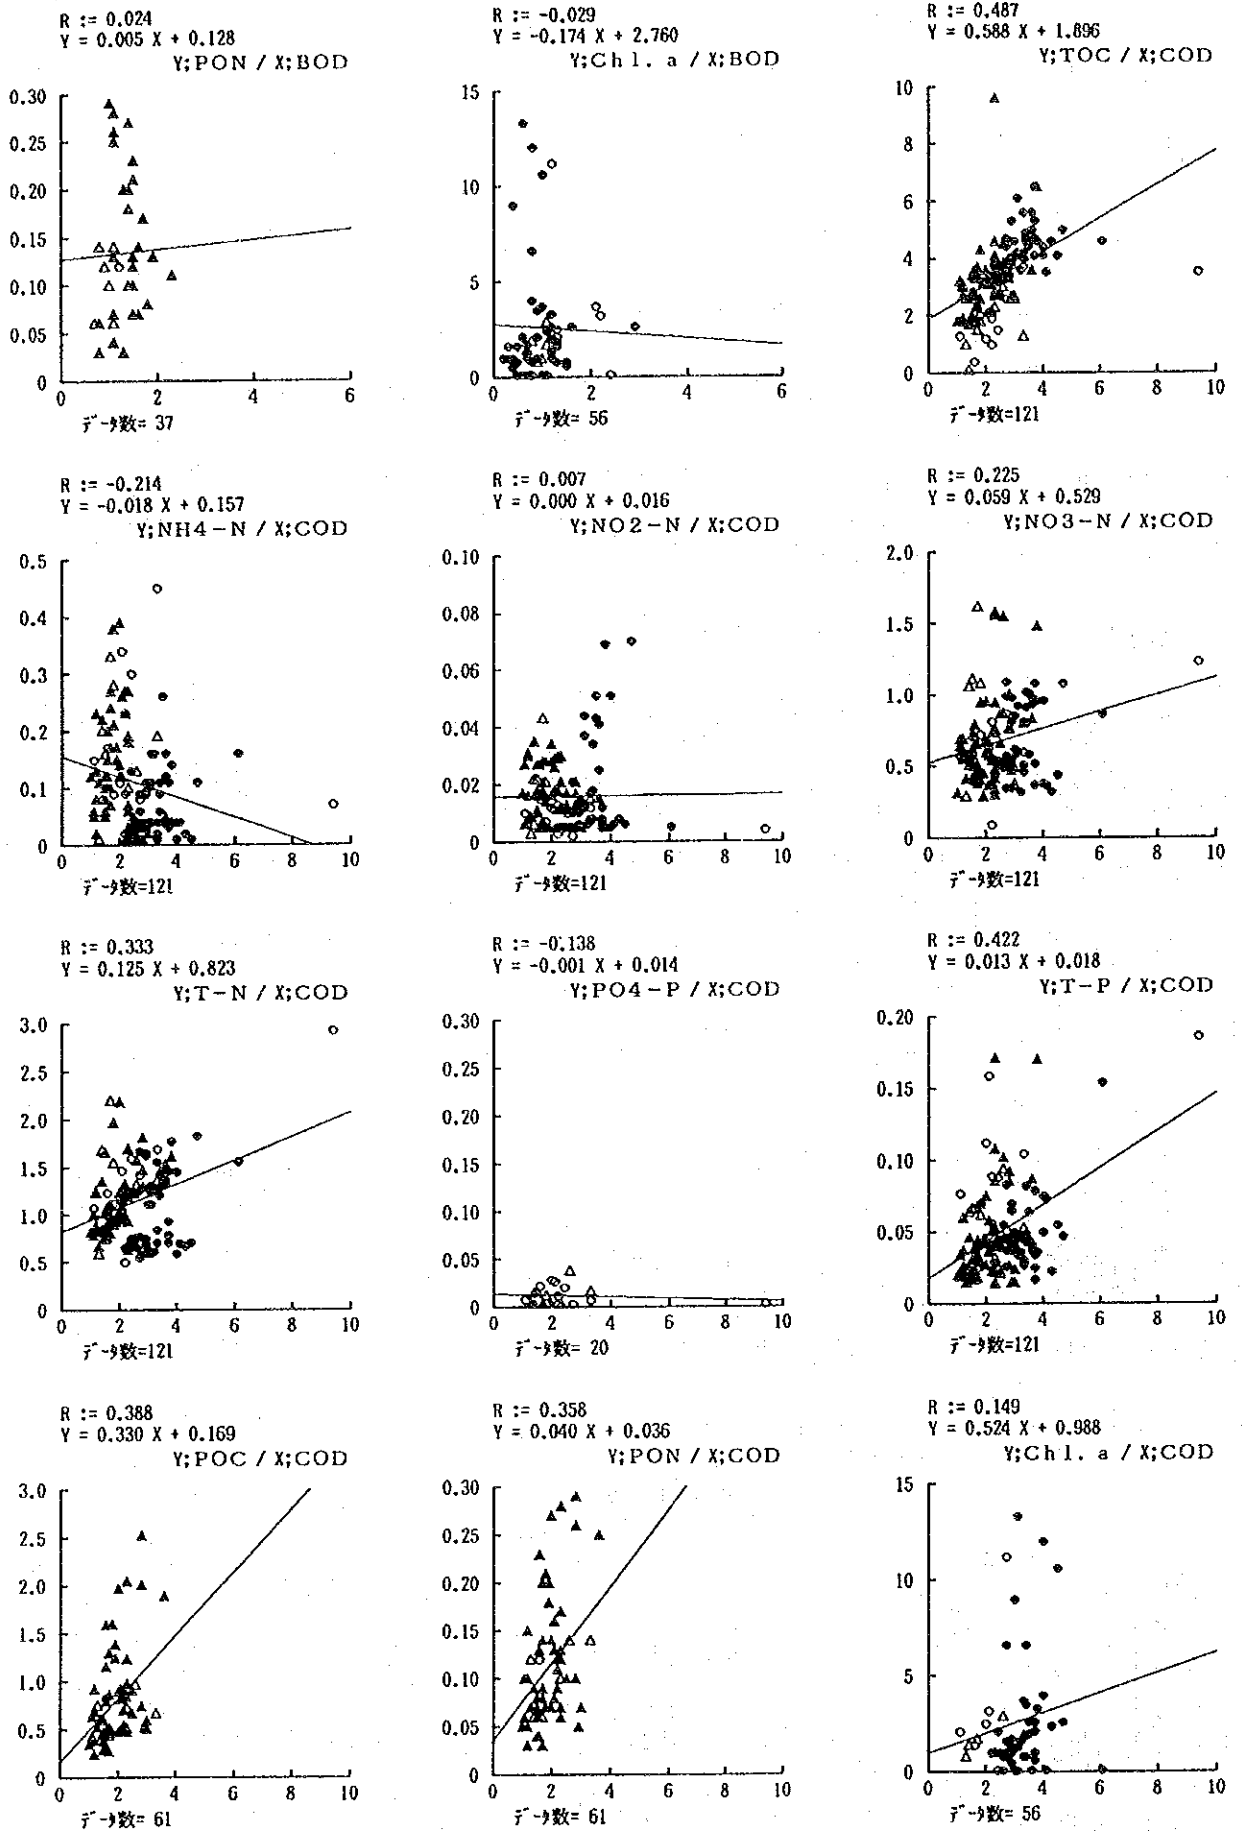 R := 0.024
Y = 0.005 X + 0.128
Y;PON / X;BOD
0.30
0.20
0.14
0.10
0.05
0
0 2 4 6
データ数= 37
R := -0.029
Y = -0.174 X + 2.760
Y;Chl. a / X;BOD
15
10
5
0
0 2 4 6
データ数= 56
R := 0.487
Y = 0.588 X + 1.896
Y;TOC / X;COD
10
8
6
4
2
0
0 2 4 6 8 10
データ数=121
R := -0.214
Y = -0.018 X + 0.157
Y;NH4-N / X;COD
0.5
0.4
0.3
0.2
0.1
0
0 2 4 6 8 10
データ数=121
R := 0.007
Y = 0.000 X + 0.016
Y;NO2-N / X;COD
0.10
0.08
0.06
0.04
0.02
0
0 2 4 6 8 10
データ数=121
R := 0.225
Y = 0.059 X + 0.529
Y;NO3-N / X;COD
2.0
1.5
1.0
0.5
0
0 2 4 6 8 10
データ数=121
R := 0.333
Y = 0.125 X + 0.823
Y;T-N / X;COD
3.0
2.5
2.0
1.5
1.0
0.5
0
0 2 4 6 8 10
データ数=121
R := -0.138
Y = -0.001 X + 0.014
Y;PO4-P / X;COD
0.30
0.25
0.20
0.15
0.10
0.05
0
0 2 4 6 8 10
データ数= 20
R := 0.422
Y = 0.013 X + 0.018
Y;T-P / X;COD
0.20
0.15
0.10
0.05
0
0 2 4 6 8 10
データ数=121
R := 0.388
Y = 0.330 X + 0.169
Y;POC / X;COD
3.0
2.5
2.0
1.5
1.0
0.5
0
0 2 4 6 8 10
データ数= 61
R := 0.358
Y = 0.040 X + 0.036
Y;PON / X;COD
0.30
0.25
0.20
0.15
0.10
0.05
0
0 2 4 6 8 10
データ数= 61
R := 0.149
Y = 0.524 X + 0.988
Y;Chl. a / X;COD
15
10
5
0
0 2 4 6 8 10
データ数= 56